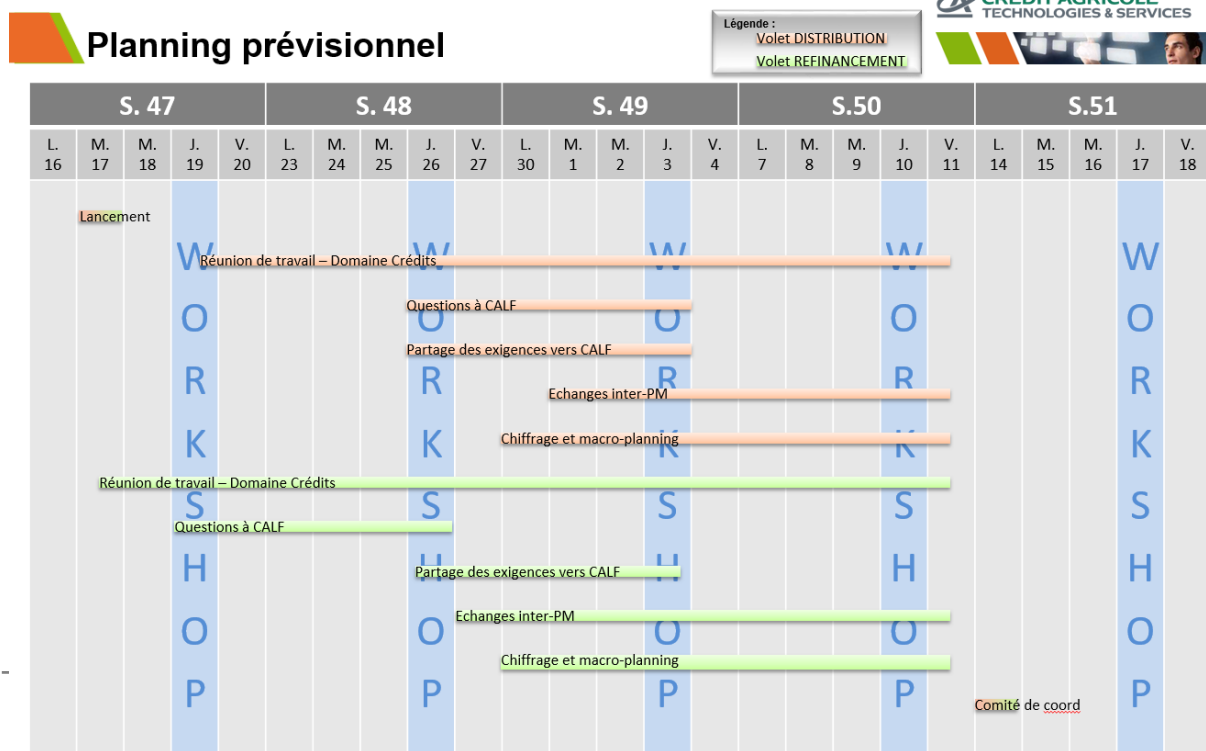 CRÉDIT AGRICOLE
TECHNOLOGIES & SERVICES
Planning prévisionnel
Légende :
Volet DISTRIBUTION
Volet REFINANCEMENT
S. 47 S. 48 S. 49 S.50 S.51
L. M. M. J. V. L. M. M. J. V. L. M. M. J. V. L. M. M. J. V. L. M. M. J. V.
16 17 18 19 20 23 24 25 26 27 30 1 2 3 4 7 8 9 10 11 14 15 16 17 18
Lancement
Réunion de travail – Domaine Crédits
Questions à CALF
Partage des exigences vers CALF
Echanges inter-PM
Chiffrage et macro-planning
Réunion de travail – Domaine Crédits
Questions à CALF
Partage des exigences vers CALF
Echanges inter-PM
Chiffrage et macro-planning
Comité de coord
WORKSHOP
WORKSHOP
WORKSHOP
WORKSHOP
WORKSHOP